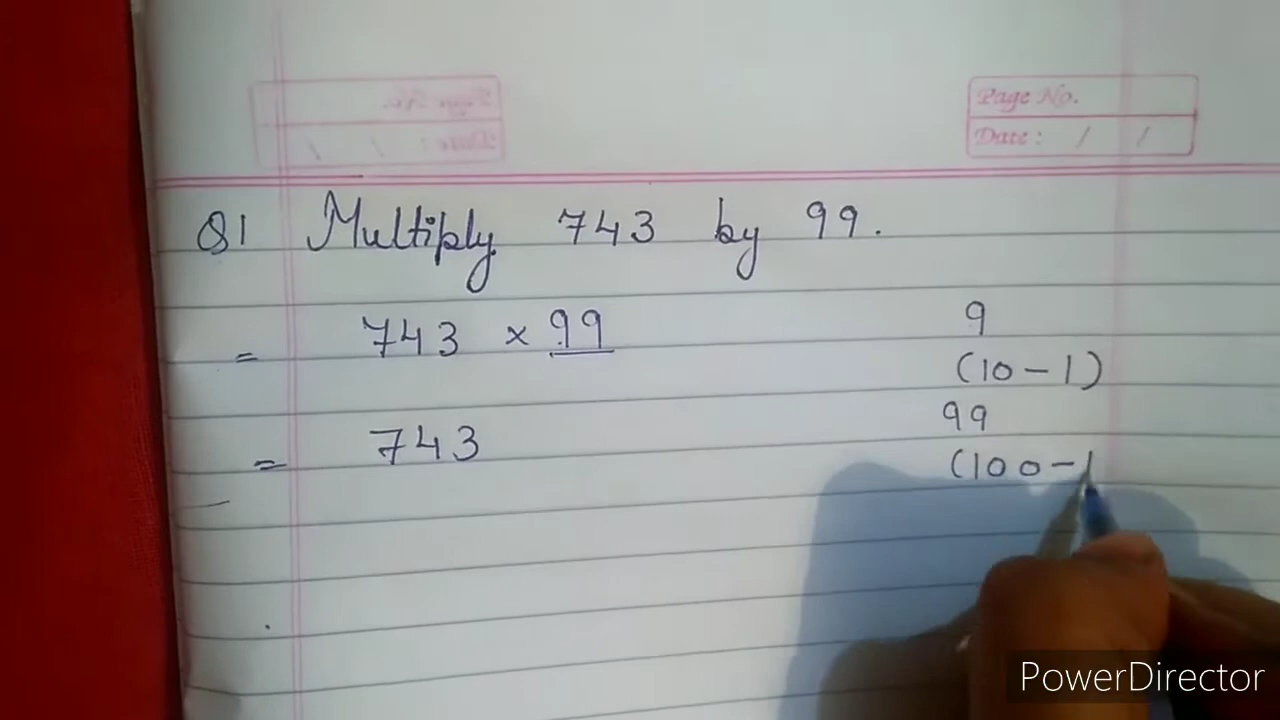 Page No.
Date : / /
Q1 Multiply 743 by 99.
= 743 × 99
9
(10 - 1)
99
= 743
(100 - 1
PowerDirector